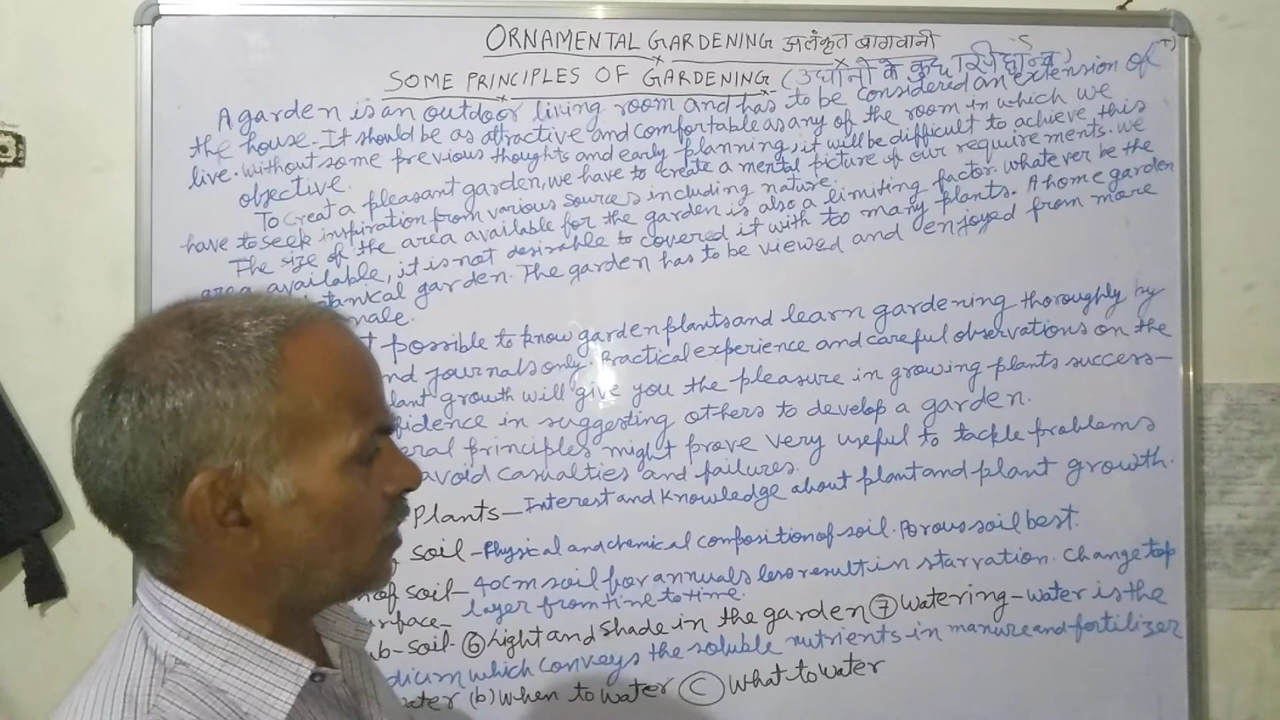 ORNAMENTAL GARDENING अलंकृत बागवानी
SOME PRINCIPLES OF GARDENING (उद्यानों के कुछ
A garden is an outdoor living room and has to be considered an extension of
the house. It should be as attractive and comfortable as any of the room in which we
live. Without some previous thoughts and early planning, it will be difficult to achieve this
objective.
To creat a pleasant garden, we have to create a mental picture of our requirements. We
have to seek inspiration from various sources including nature.
The size of the area available for the garden is also a limiting factor. Whatever be the
area available, it is not desirable to covered it with too many plants. A home garden
tanical garden. The garden has to be viewed and enjoyed from more
nale.
t possible to know garden plants and learn gardening thoroughly by
nd journals only. Practical experience and careful observations on the
lant growth will give you the pleasure in growing plants success-
fidence in suggesting others to develop a garden.
eral principles might prove very useful to tackle problems
avoid casualties and failures.
Plants - Interest and Knowledge about plant and plant growth.
soil - Physical and chemical composition of soil. Porous soil best.
of soil - 40cm soil for annuals less result in starvation. Change top
layer from time to time.
urface -
ub-soil. ⑥ Light and shade in the garden ⑦ Watering - water is the
dium which conveys the soluble nutrients in manure and fertilizer
water (b) When to water (C) What to water